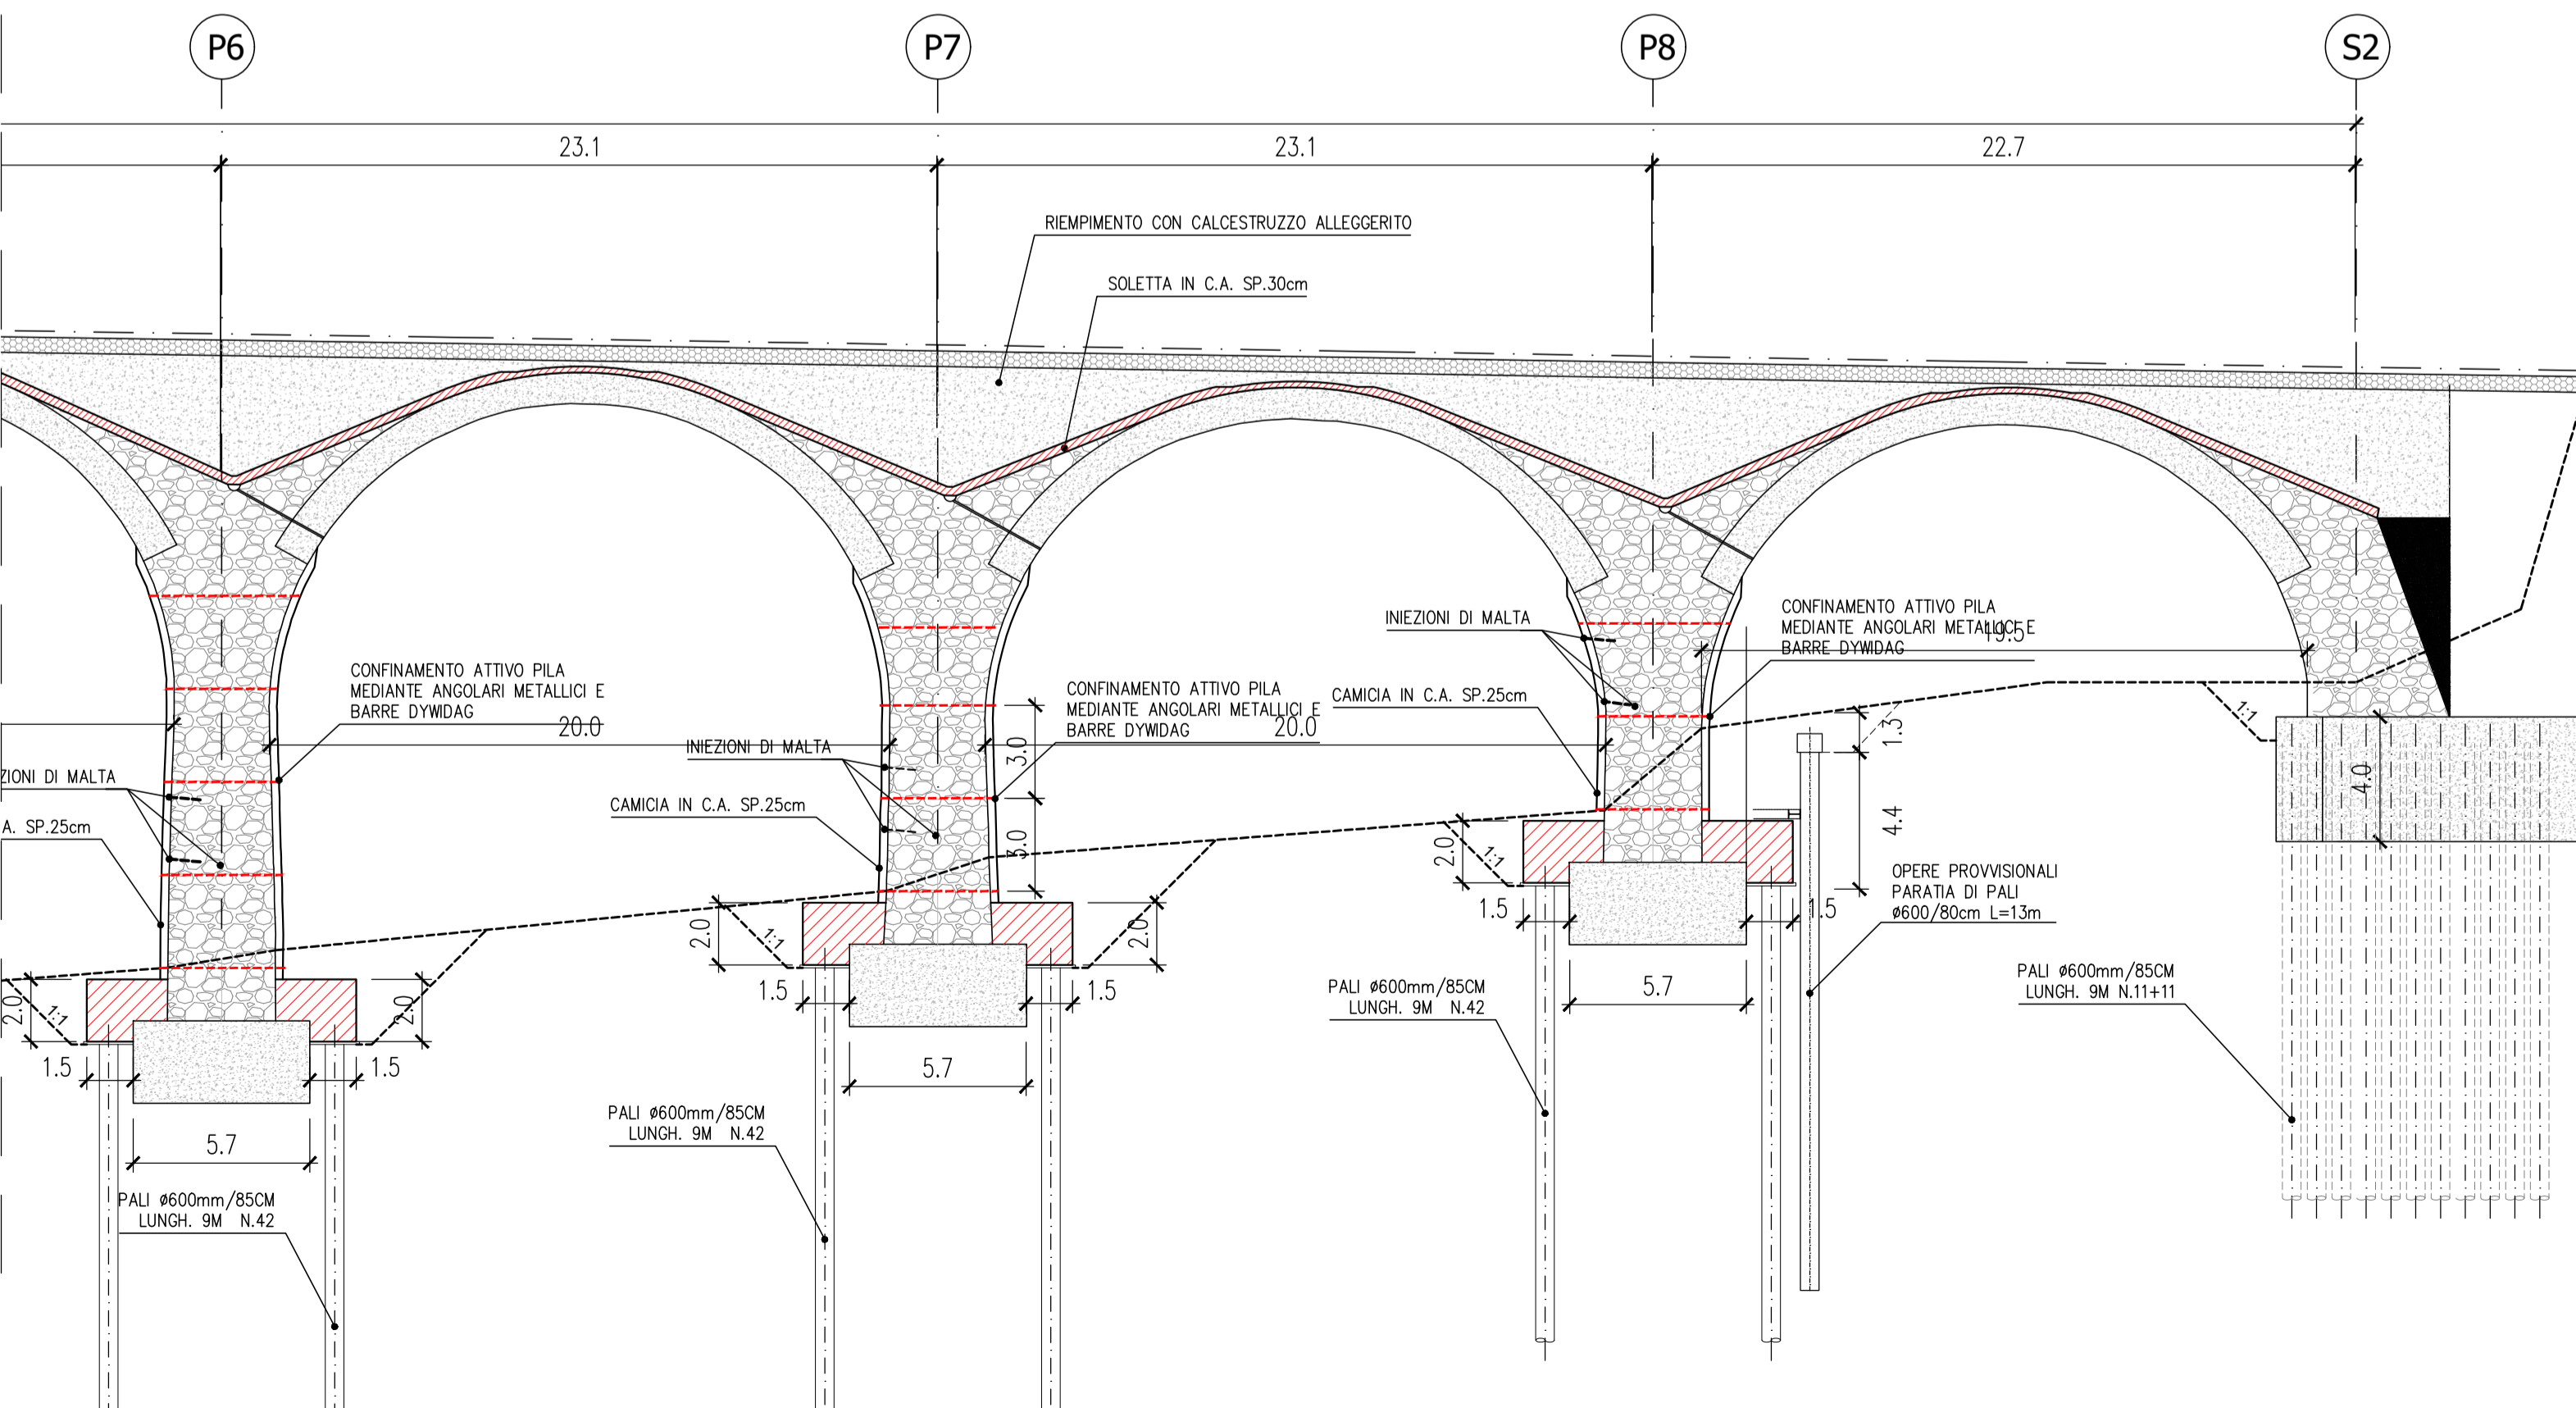 P6
P7
P8
S2
23.1
23.1
22.7
RIEMPIMENTO CON CALCESTRUZZO ALLEGGERITO
SOLETTA IN C.A. SP.30cm
CONFINAMENTO ATTIVO PILA
MEDIANTE ANGOLARI METALLICI E
BARRE DYWIDAG
20.0
ZIONI DI MALTA
A. SP.25cm
2.0
1:1
2.0
1.5
1.5
5.7
PALI ø600mm/85CM
LUNGH. 9M N.42
INIEZIONI DI MALTA
CAMICIA IN C.A. SP.25cm
CONFINAMENTO ATTIVO PILA
MEDIANTE ANGOLARI METALLICI E
BARRE DYWIDAG
20.0
3.0
3.0
2.0
1:1
2.0
1.5
1.5
5.7
PALI ø600mm/85CM
LUNGH. 9M N.42
INIEZIONI DI MALTA
CAMICIA IN C.A. SP.25cm
CONFINAMENTO ATTIVO PILA
MEDIANTE ANGOLARI METALLICI E
BARRE DYWIDAG
19.5
2.0
1:1
1.5
1.5
5.7
PALI ø600mm/85CM
LUNGH. 9M N.42
1.3
4.4
OPERE PROVVISIONALI
PARATIA DI PALI
ø600/80cm L=13m
1:1
4.0
PALI ø600mm/85CM
LUNGH. 9M N.11+11